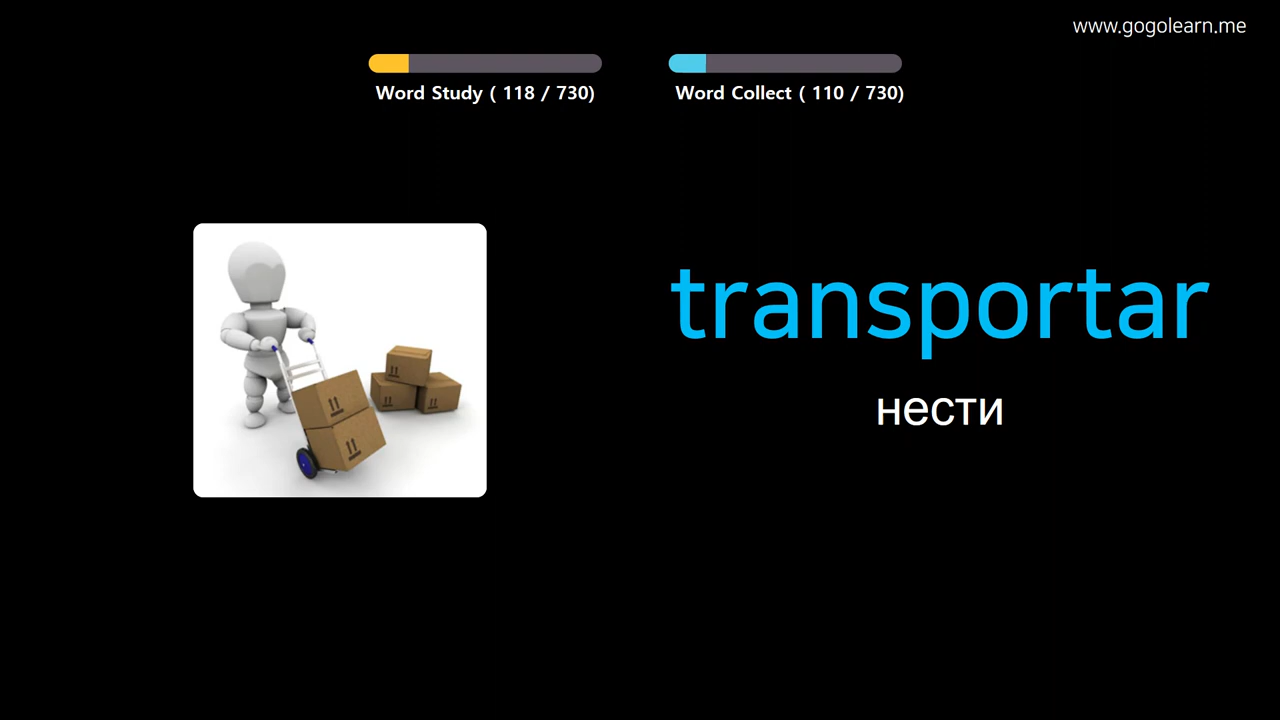 www.gogolearn.me
Word Study ( 118 / 730)
Word Collect ( 110 / 730)
transportar
нести